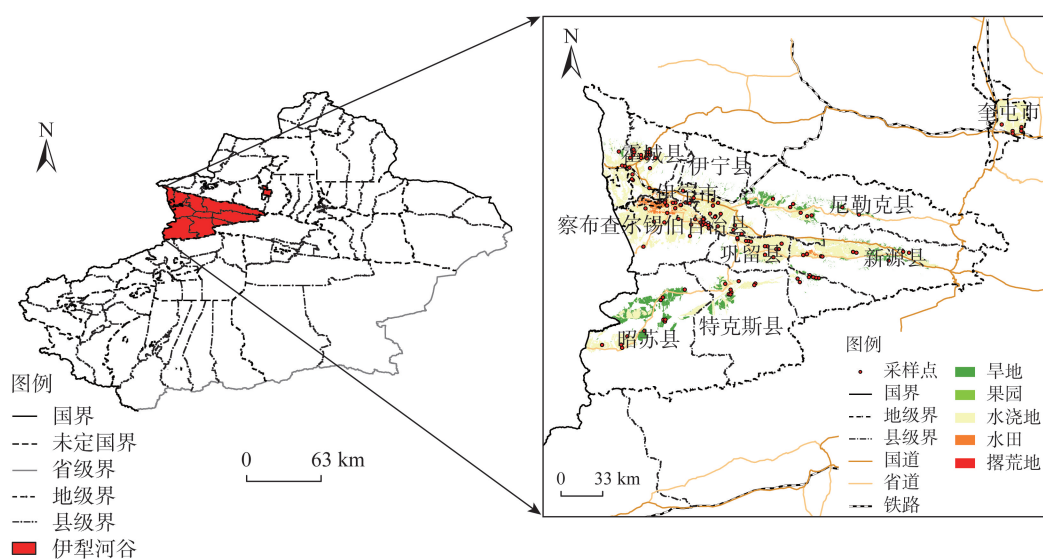 N
图例
国界
未定国界
省级界
地级界
县级界
伊犁河谷
0 63 km
N
奎屯市
霍城县
伊宁县
伊宁市
尼勒克县
察布查尔锡伯自治县
巩留县
新源县
特克斯县
昭苏县
图例
采样点
国界
地级界
县级界
国道
省道
铁路
旱地
果园
水浇地
水田
撂荒地
0 33 km